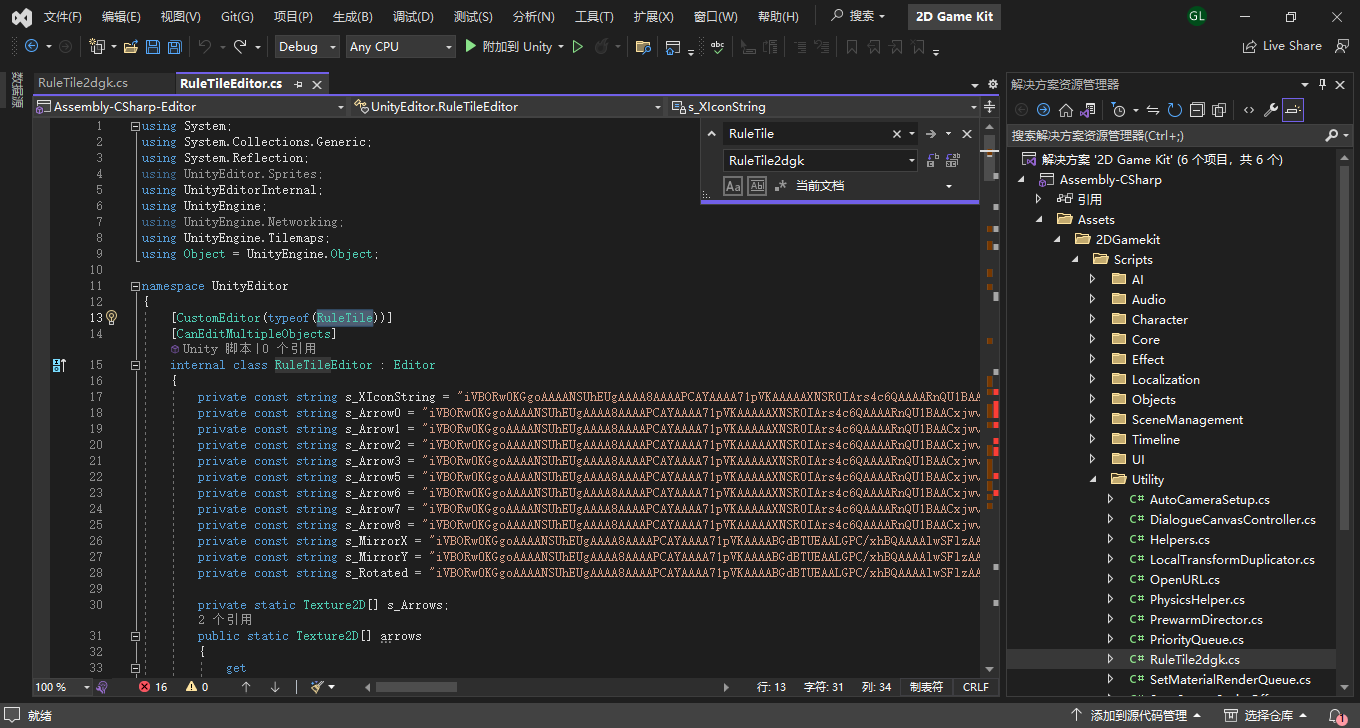 文件(F) 编辑(E) 视图(V) Git(G) 项目(P) 生成(B) 调试(D) 测试(S) 分析(N) 工具(T) 扩展(X) 窗口(W) 帮助(H) 搜索 2D Game Kit GL
Debug Any CPU 附加到 Unity Live Share
数据源
RuleTile2dgk.cs RuleTileEditor.cs
Assembly-CSharp-Editor UnityEditor.RuleTileEditor s_XIconString
RuleTile
RuleTile2dgk
当前文档
1 using System;
2 using System.Collections.Generic;
3 using System.Reflection;
4 using UnityEditor.Sprites;
5 using UnityEditorInternal;
6 using UnityEngine;
7 using UnityEngine.Networking;
8 using UnityEngine.Tilemaps;
9 using Object = UnityEngine.Object;
10
11 namespace UnityEditor
12 {
13 [CustomEditor(typeof(RuleTile))]
14 [CanEditMultipleObjects]
Unity 脚本|0 个引用
15 internal class RuleTileEditor : Editor
16 {
17 private const string s_XIconString = "iVBORw0KGgoAAAANSUhEUgAAAA8AAAAPCAYAAAA71pVKAAAAAXNSR0IArs4c6QAAAARnQU1BAA
18 private const string s_Arrow0 = "iVBORw0KGgoAAAANSUhEUgAAAA8AAAAPCAYAAAA71pVKAAAAAXNSR0IArs4c6QAAAARnQU1BAACxjwv
19 private const string s_Arrow1 = "iVBORw0KGgoAAAANSUhEUgAAAA8AAAAPCAYAAAA71pVKAAAAAXNSR0IArs4c6QAAAARnQU1BAACxjwv
20 private const string s_Arrow2 = "iVBORw0KGgoAAAANSUhEUgAAAA8AAAAPCAYAAAA71pVKAAAAAXNSR0IArs4c6QAAAARnQU1BAACxjwv
21 private const string s_Arrow3 = "iVBORw0KGgoAAAANSUhEUgAAAA8AAAAPCAYAAAA71pVKAAAAAXNSR0IArs4c6QAAAARnQU1BAACxjwv
22 private const string s_Arrow5 = "iVBORw0KGgoAAAANSUhEUgAAAA8AAAAPCAYAAAA71pVKAAAAAXNSR0IArs4c6QAAAARnQU1BAACxjwv
23 private const string s_Arrow6 = "iVBORw0KGgoAAAANSUhEUgAAAA8AAAAPCAYAAAA71pVKAAAAAXNSR0IArs4c6QAAAARnQU1BAACxjwv
24 private const string s_Arrow7 = "iVBORw0KGgoAAAANSUhEUgAAAA8AAAAPCAYAAAA71pVKAAAAAXNSR0IArs4c6QAAAARnQU1BAACxjwv
25 private const string s_Arrow8 = "iVBORw0KGgoAAAANSUhEUgAAAA8AAAAPCAYAAAA71pVKAAAAAXNSR0IArs4c6QAAAARnQU1BAACxjwv
26 private const string s_MirrorX = "iVBORw0KGgoAAAANSUhEUgAAAA8AAAAPCAYAAAA71pVKAAAABGdBTUEAALGPC/xhBQAAAAlwSFlzAA
27 private const string s_MirrorY = "iVBORw0KGgoAAAANSUhEUgAAAA8AAAAPCAYAAAA71pVKAAAABGdBTUEAALGPC/xhBQAAAAlwSFlzAA
28 private const string s_Rotated = "iVBORw0KGgoAAAANSUhEUgAAAA8AAAAPCAYAAAA71pVKAAAABGdBTUEAALGPC/xhBQAAAAlwSFlzAA
29
30 private static Texture2D[] s_Arrows;
2 个引用
31 public static Texture2D[] arrows
32 {
33 get
100 % 16 0 行: 13 字符: 31 列: 34 制表符 CRLF
解决方案资源管理器
搜索解决方案资源管理器(Ctrl+;)
解决方案 '2D Game Kit' (6 个项目，共 6 个)
Assembly-CSharp
引用
Assets
2DGamekit
Scripts
AI
Audio
Character
Core
Effect
Localization
Objects
SceneManagement
Timeline
UI
Utility
C# AutoCameraSetup.cs
C# DialogueCanvasController.cs
C# Helpers.cs
C# LocalTransformDuplicator.cs
C# OpenURL.cs
C# PhysicsHelper.cs
C# PrewarmDirector.cs
C# PriorityQueue.cs
C# RuleTile2dgk.cs
C# SetMaterialRenderQueue.cs
就绪 添加到源代码管理 选择仓库 1